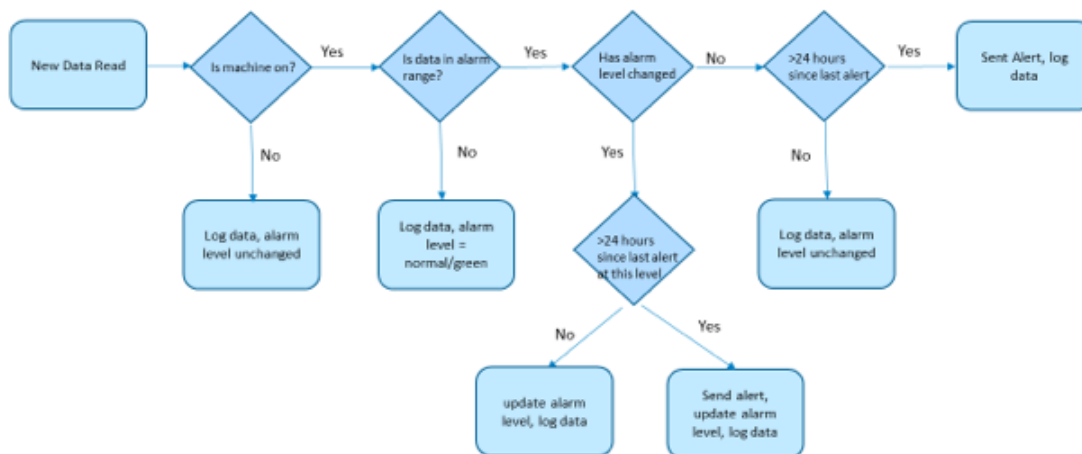 New Data Read
Is machine on?
Yes
Is data in alarm
range?
Yes
Has alarm
level changed
No
>24 hours
since last alert
Yes
Sent Alert, log
data
No
No
Yes
No
Log data, alarm
level unchanged
Log data, alarm
level =
normal/green
>24 hours
since last alert
at this level
Log data, alarm
level unchanged
No
Yes
update alarm
level, log data
Send alert,
update alarm
level, log data